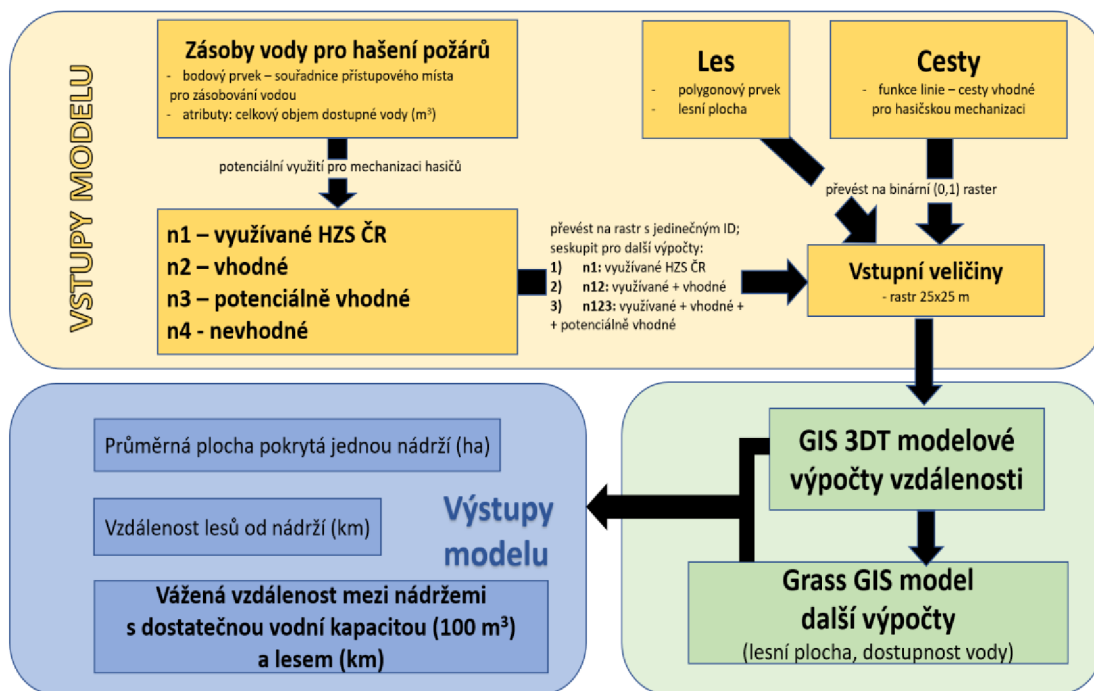 VSTUPY MODELU
Zásoby vody pro hašení požárů
- bodový prvek – souřadnice přístupového místa
pro zásobování vodou
- atributy: celkový objem dostupné vody (m³)
Les
- polygonový prvek
- lesní plocha
Cesty
- funkce linie – cesty vhodné
pro hasičskou mechanizaci
potenciální využití pro mechanizaci hasičů
převést na binární (0,1) raster
n1 – využívané HZS ČR
n2 – vhodné
n3 – potenciálně vhodné
n4 - nevhodné
převést na rastr s jedinečným ID;
seskupit pro další výpočty:
1) n1: využívané HZS ČR
2) n12: využívané + vhodné
3) n123: využívané + vhodné +
+ potenciálně vhodné
Vstupní veličiny
- rastr 25x25 m
Průměrná plocha pokrytá jednou nádrží (ha)
Vzdálenost lesů od nádrží (km)
Vážená vzdálenost mezi nádržemi
s dostatečnou vodní kapacitou (100 m³)
a lesem (km)
Výstupy
modelu
GIS 3DT modelové
výpočty vzdálenosti
Grass GIS model
další výpočty
(lesní plocha, dostupnost vody)